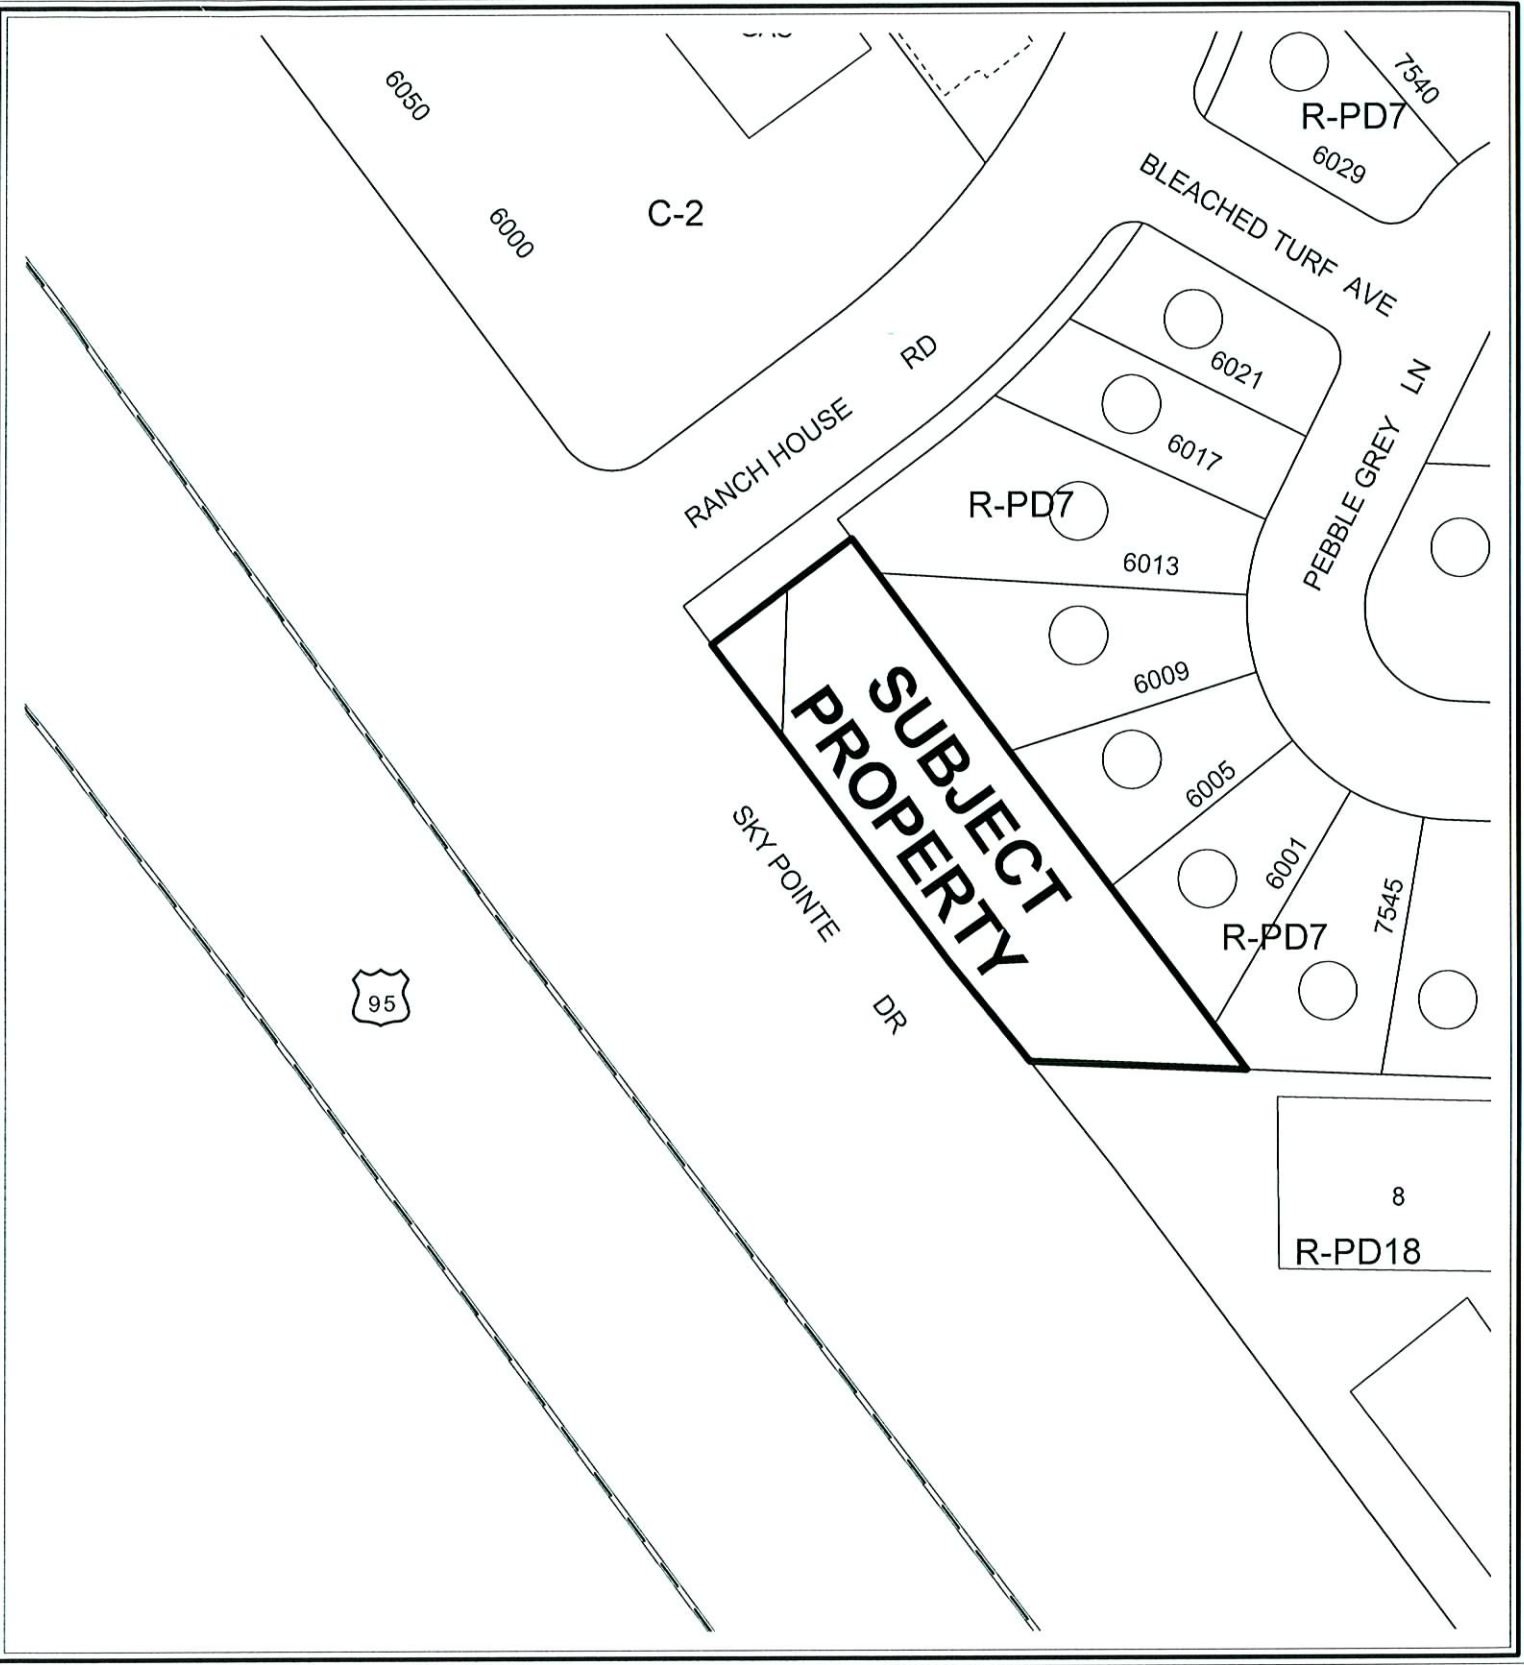 6050
7540
R-PD7
6029
6000
C-2
BLEACHED TURF AVE
RANCH HOUSE RD
6021
6017
PEBBLE GREY LN
R-PD7
6013
6009
6005
6001
7545
R-PD7
SUBJECT
PROPERTY
SKY POINTE DR
95
8
R-PD18